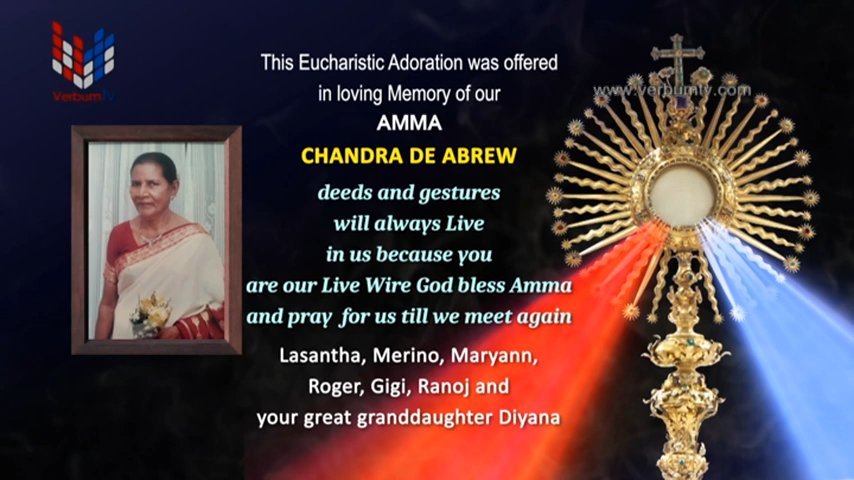 VerbumTV
This Eucharistic Adoration was offered
www.verbumtv.com
in loving Memory of our
AMMA
CHANDRA DE ABREW
deeds and gestures
will always Live
in us because you
are our Live Wire God bless Amma
and pray for us till we meet again
Lasantha, Merino, Maryann,
Roger, Gigi, Ranoj and
your great granddaughter Diyana